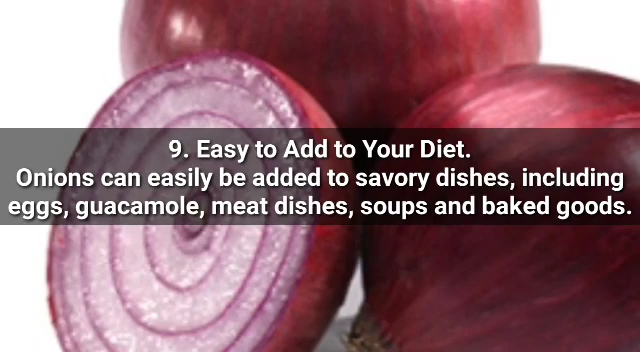 9. Easy to Add to Your Diet.
Onions can easily be added to savory dishes, including
eggs, guacamole, meat dishes, soups and baked goods.